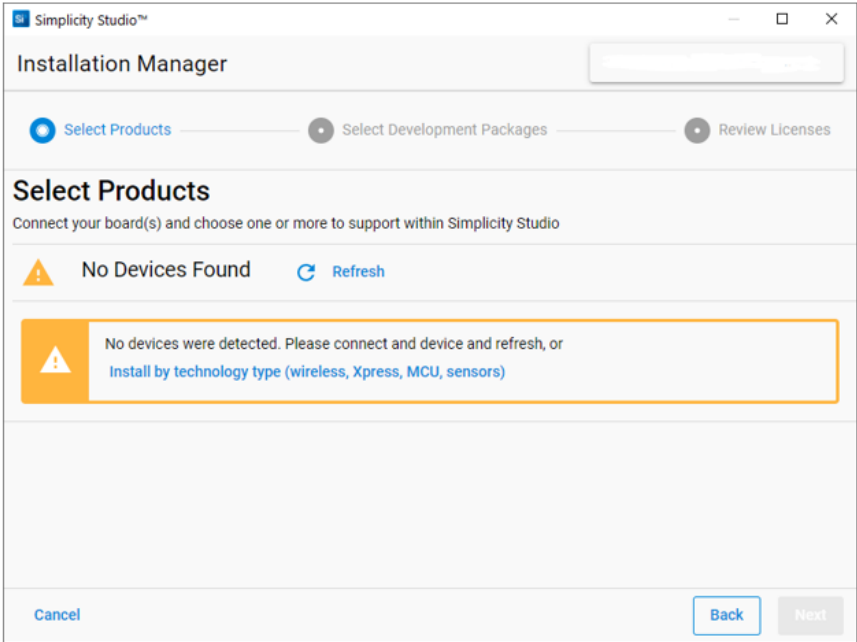 Si Simplicity Studio™
Installation Manager
Select Products
Select Development Packages
Review Licenses
Select Products
Connect your board(s) and choose one or more to support within Simplicity Studio
No Devices Found
Refresh
No devices were detected. Please connect and device and refresh, or
Install by technology type (wireless, Xpress, MCU, sensors)
Cancel
Back
Next